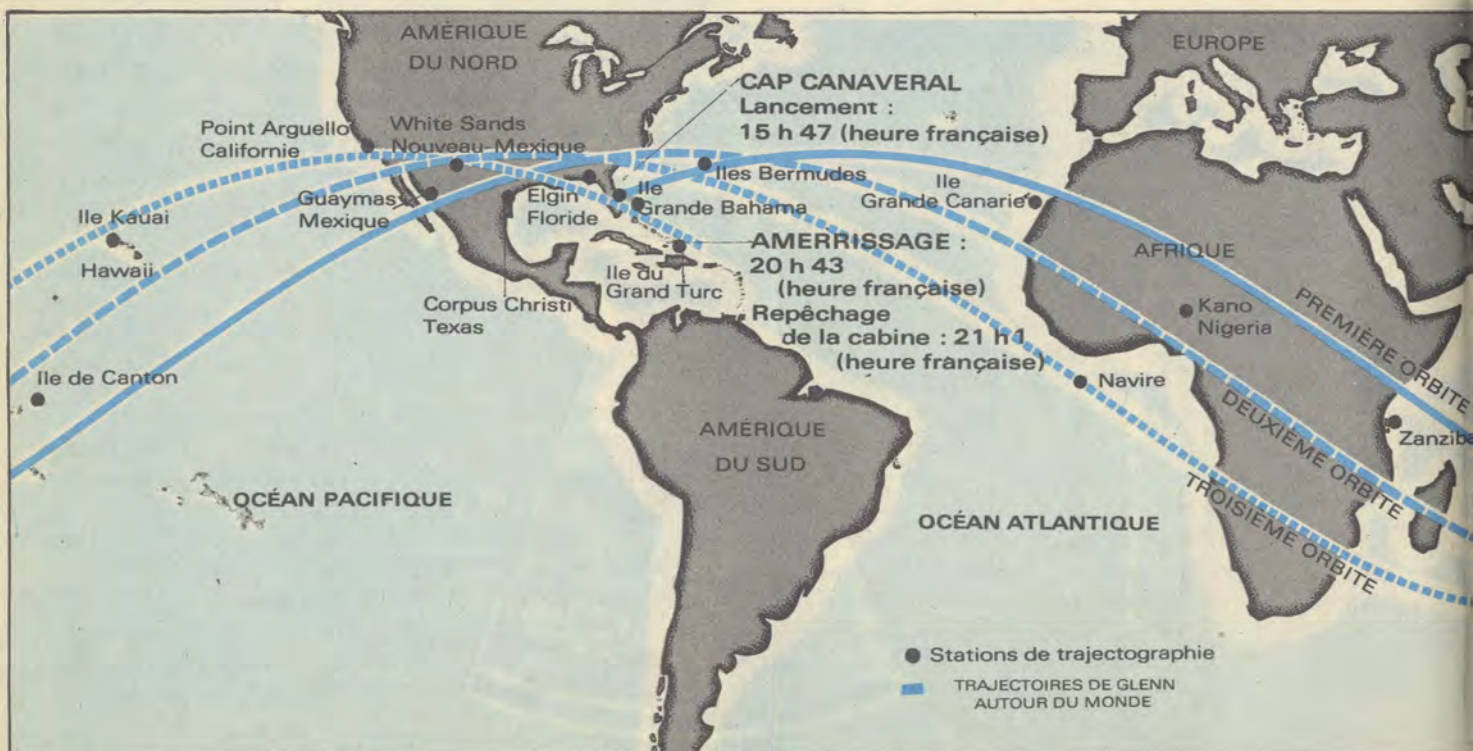 AMÉRIQUE
DU NORD
EUROPE
CAP CANAVERAL
Lancement :
15 h 47 (heure française)
Point Arguello
Californie
White Sands
Nouveau-Mexique
Iles Bermudes
Guaymas
Mexique
Elgin
Floride
Ile
Grande Bahama
Ile
Grande Canarie
Ile Kauai
Hawaii
AMERRISSAGE :
20 h 43
(heure française)
Repêchage
de la cabine : 21 h 1
(heure française)
AFRIQUE
Ile du
Grand Turc
Corpus Christi
Texas
Kano
Nigeria
PREMIÈRE ORBITE
Ile de Canton
Navire
DEUXIÈME ORBITE
Zanziba
AMÉRIQUE
DU SUD
TROISIÈME ORBITE
OCÉAN PACIFIQUE
OCÉAN ATLANTIQUE
Stations de trajectographie
TRAJECTOIRES DE GLENN
AUTOUR DU MONDE